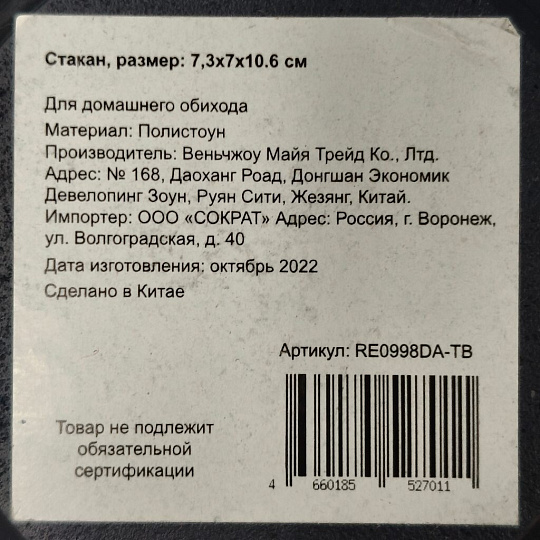 Стакан, размер: 7,3х7х10.6 см
Для домашнего обихода
Материал: Полистоун
Производитель: Веньчжоу Майя Трейд Ко., Лтд.
Адрес: № 168, Даоханг Роад, Донгшан Экономик
Девелопинг Зоун, Руян Сити, Жезянг, Китай.
Импортер: ООО «СОКРАТ» Адрес: Россия, г. Воронеж,
ул. Волгоградская, д. 40
Дата изготовления: октябрь 2022
Сделано в Китае
Артикул: RE0998DA-TB
Товар не подлежит
обязательной
сертификации
4 660185 527011